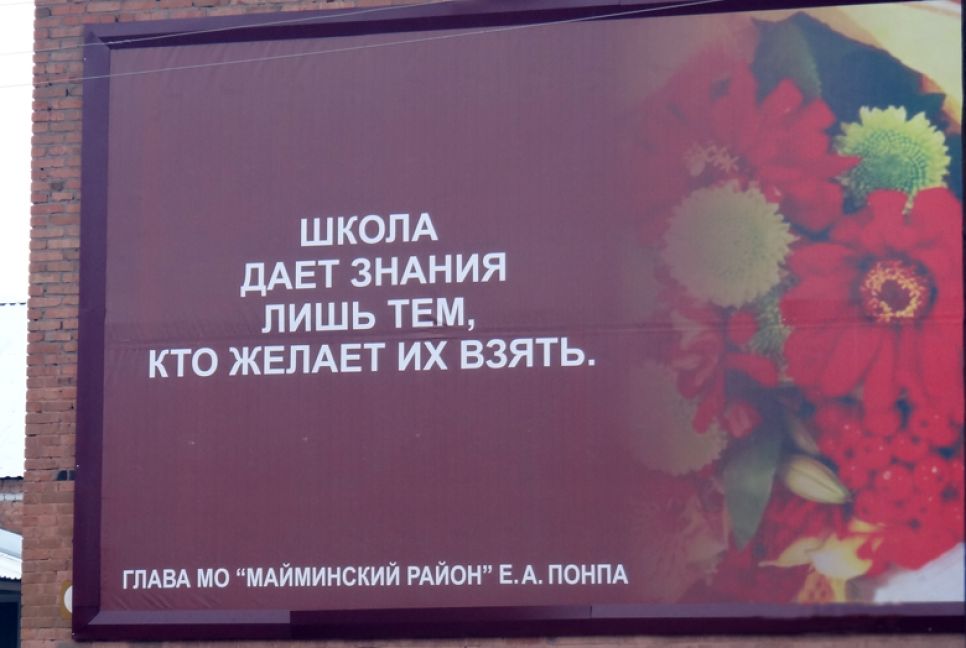 ШКОЛА
ДАЕТ ЗНАНИЯ
ЛИШЬ ТЕМ,
КТО ЖЕЛАЕТ ИХ ВЗЯТЬ.
ГЛАВА МО "МАЙМИНСКИЙ РАЙОН" Е.А. ПОНПА